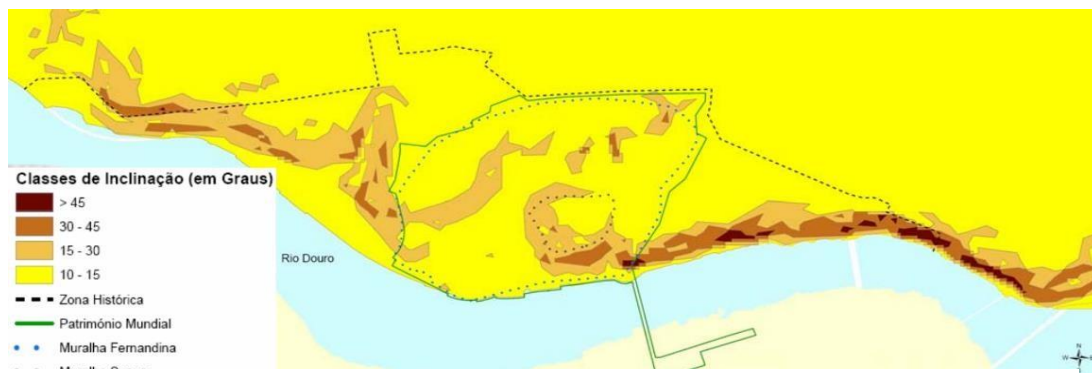 Classes de Inclinação (em Graus)
> 45
30 - 45
15 - 30
10 - 15
Zona Histórica
Património Mundial
Muralha Fernandina
Rio Douro
N
W